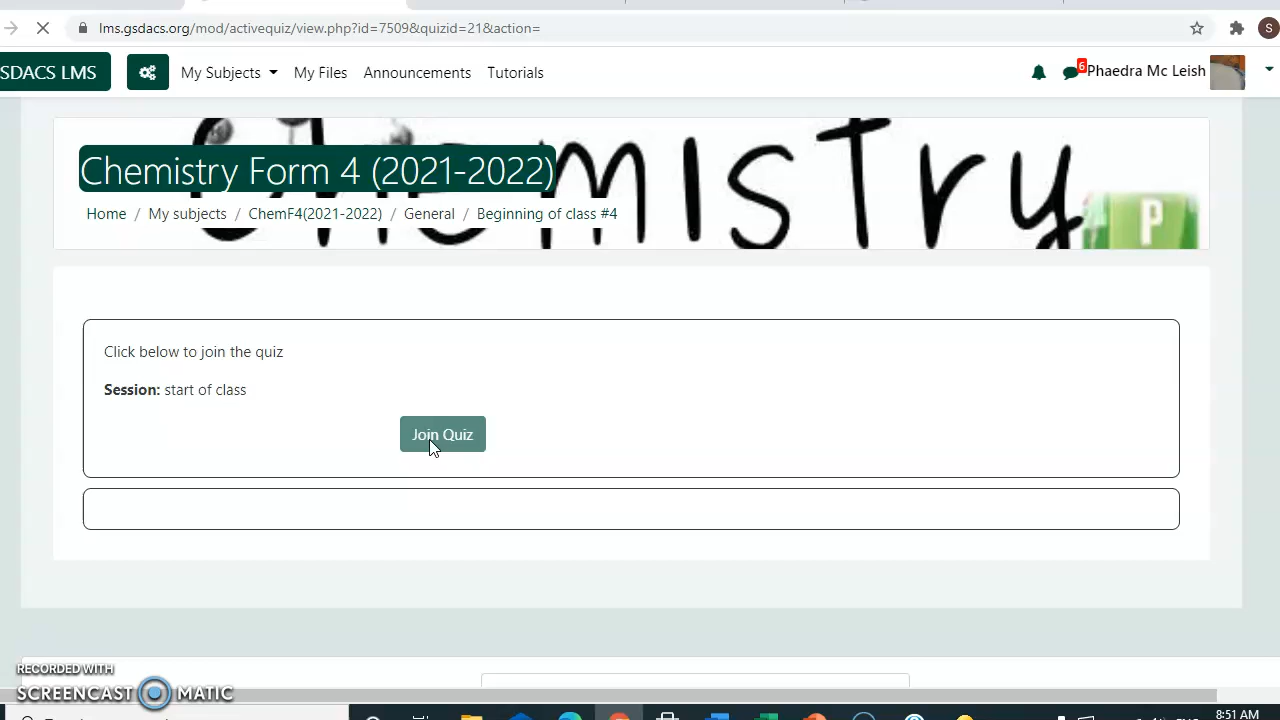 lms.gsdacs.org/mod/activequiz/view.php?id=7509&quizid=21&action=
S
SDACS LMS
My Subjects
My Files
Announcements
Tutorials
6
Phaedra Mc Leish
CHEMISTry
P
Chemistry Form 4 (2021-2022)
Home / My subjects / ChemF4(2021-2022) / General / Beginning of class #4
Click below to join the quiz
Session: start of class
Join Quiz
RECORDED WITH
SCREENCAST MATIC
8:51 AM